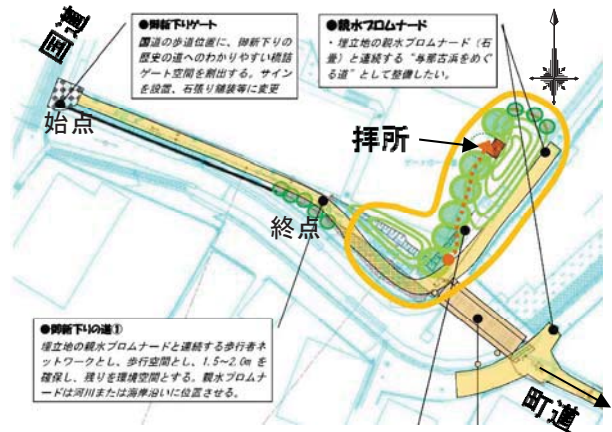 国道
●御新下りゲート
国道の歩道位置に、御新下りの
歴史の道へのわかりやすい橋詰
ゲート空間を創出する。サイン
を設置、石張り舗装等に変更
●親水プロムナード
・埋立地の親水プロムナード（石
畳）と連続する“与那古浜をめぐ
る道”として整備したい。
始点
拝所
終点
●御新下りの道①
埋立地の親水プロムナードと連続する歩行者ネ
ットワークとし、歩行空間とし、1.5～2.0m を
確保し、残りを環境空間とする。親水プロムナ
ードは河川または海岸沿いに位置させる。
町道